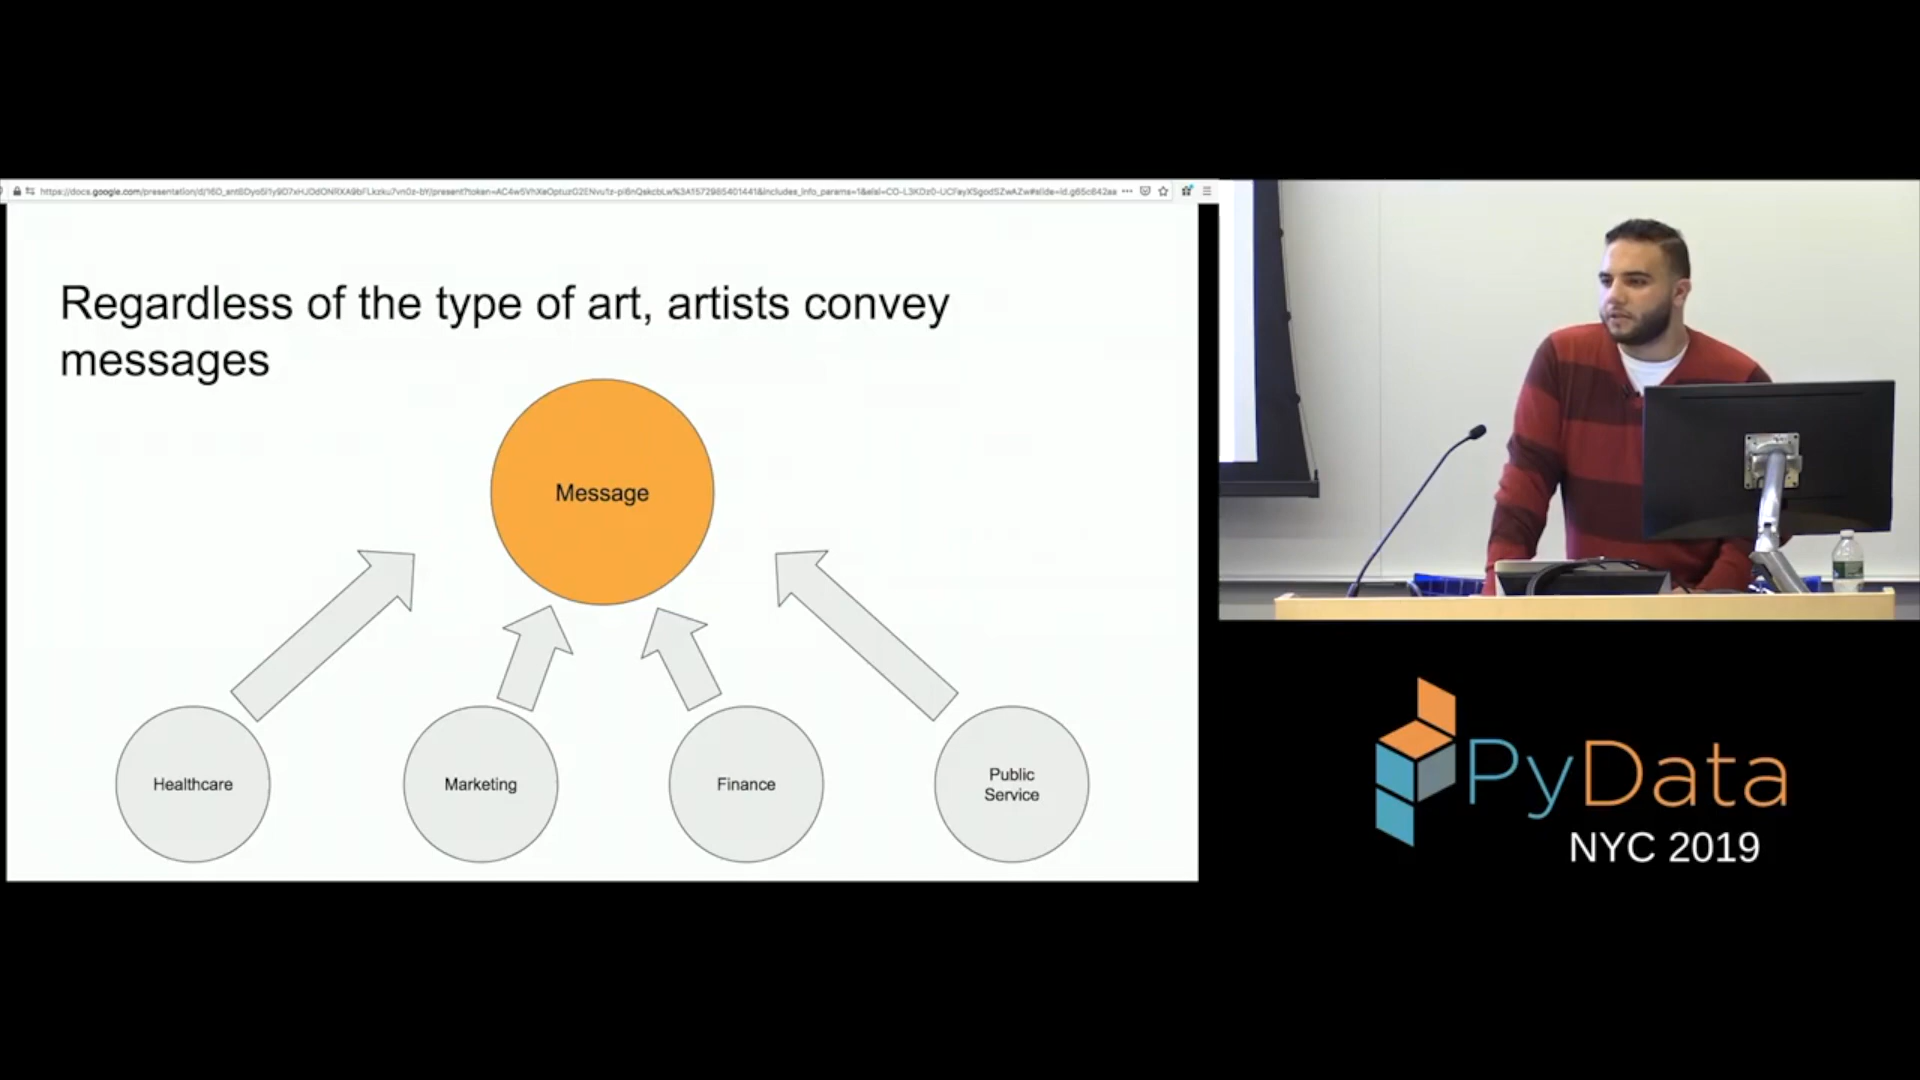 Regardless of the type of art, artists convey
messages
Message
Healthcare
Marketing
Finance
Public
Service
PyData
NYC 2019